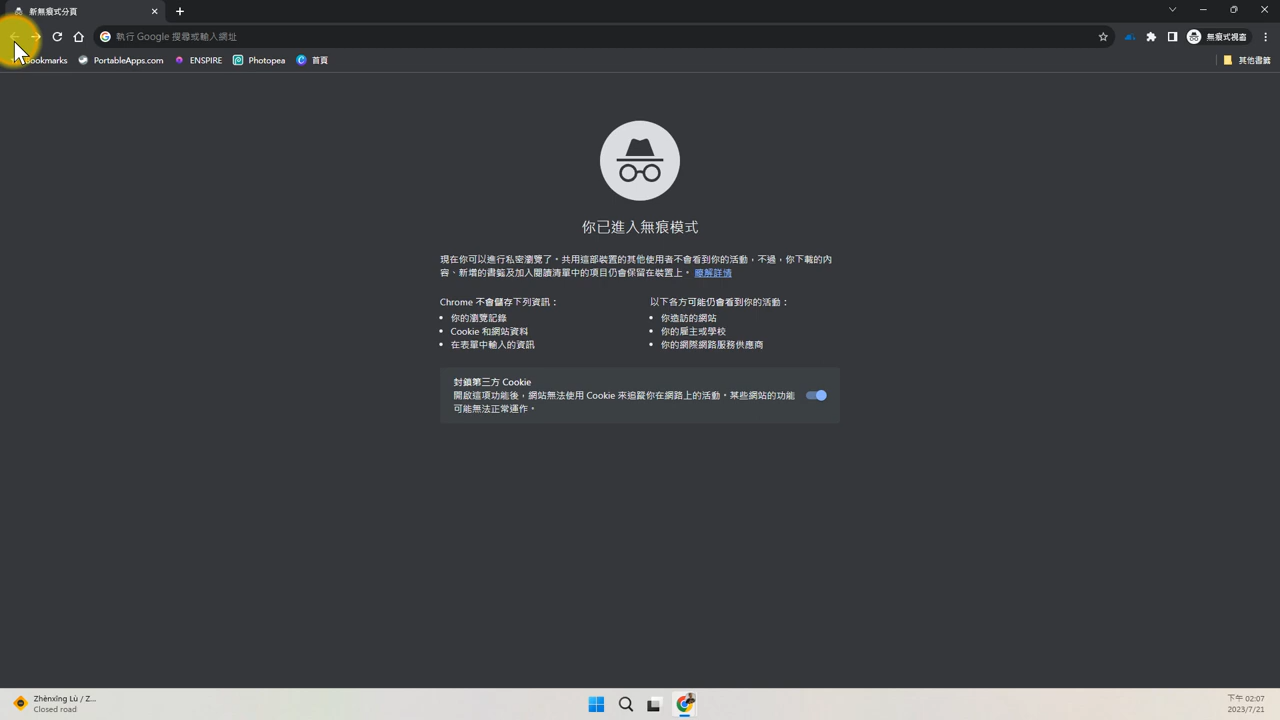 新無痕式分頁
執行 Google 搜尋或輸入網址
無痕式視窗
Bookmarks
PortableApps.com
ENSPIRE
Photopea
首頁
其他書籤
你已進入無痕模式
現在你可以進行私密瀏覽了。共用這部裝置的其他使用者不會看到你的活動，不過，你下載的內
容、新增的書籤及加入閱讀清單中的項目仍會保留在裝置上。 瞭解詳情
Chrome 不會儲存下列資訊：
• 你的瀏覽記錄
• Cookie 和網站資料
• 在表單中輸入的資訊
以下各方可能仍會看到你的活動：
• 你造訪的網站
• 你的雇主或學校
• 你的網際網路服務供應商
封鎖第三方 Cookie
開啟這項功能後，網站無法使用 Cookie 來追蹤你在網路上的活動。某些網站的功能
可能無法正常運作。
Zhènxīng Lù / Z...
Closed road
下午 02:07
2023/7/21